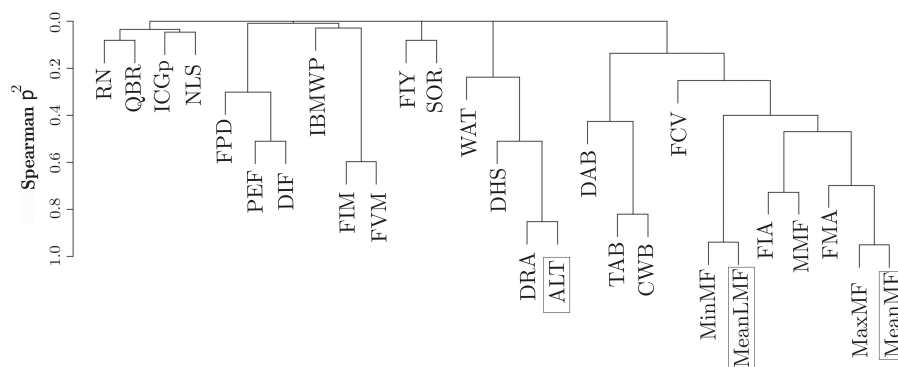 Spearman ρ²
0.0
0.2
0.4
0.6
0.8
1.0
RN
QBR
ICGp
NLS
FPD
PEF
DIF
IBMWP
FIM
FVM
FIY
SOR
WAT
DHS
DRA
ALT
DAB
TAB
CWB
FCV
MinMF
MeanLMF
FIA
MMF
FMA
MaxMF
MeanMF